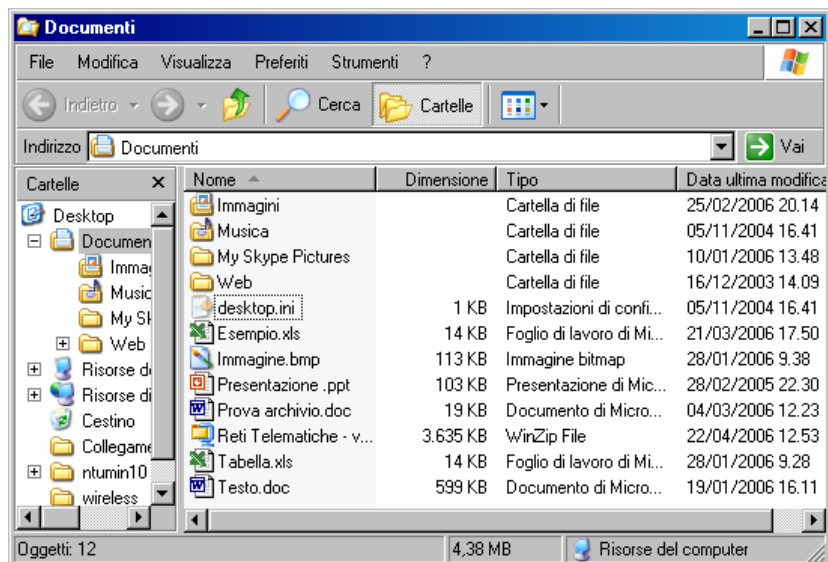 Documenti
File Modifica Visualizza Preferiti Strumenti ?
Indietro Cerca Cartelle
Indirizzo Documenti Vai
Cartelle Nome Dimensione Tipo Data ultima modifica
Desktop
Documen
Immag
Music
My Sk
Web
Risorse de
Risorse di
Cestino
Collegame
ntumin10
wireless
Immagini Cartella di file 25/02/2006 20.14
Musica Cartella di file 05/11/2004 16.41
My Skype Pictures Cartella di file 10/01/2006 13.48
Web Cartella di file 16/12/2003 14.09
desktop.ini 1 KB Impostazioni di confi... 05/11/2004 16.41
Esempio.xls 14 KB Foglio di lavoro di Mi... 21/03/2006 17.50
Immagine.bmp 113 KB Immagine bitmap 28/01/2006 9.38
Presentazione .ppt 103 KB Presentazione di Mic... 28/02/2005 22.30
Prova archivio.doc 19 KB Documento di Micro... 04/03/2006 12.23
Reti Telematiche - v... 3.635 KB WinZip File 22/04/2006 12.53
Tabella.xls 14 KB Foglio di lavoro di Mi... 28/01/2006 9.28
Testo.doc 599 KB Documento di Micro... 19/01/2006 16.11
Oggetti: 12 4,38 MB Risorse del computer